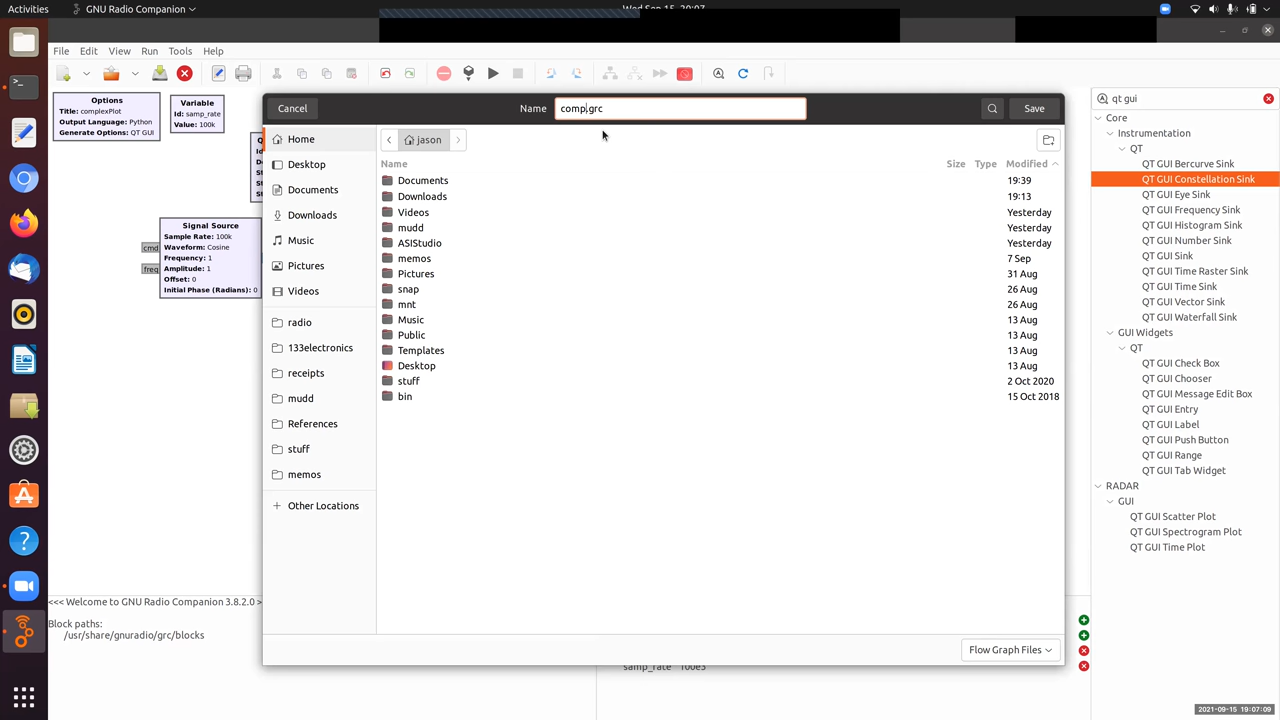 Activities
GNU Radio Companion
Wed Sep 15, 20:07
File Edit View Run Tools Help
Options
Title: complexPlot
Output Language: Python
Generate Options: QT GUI
Variable
Id: samp_rate
Value: 100k
Signal Source
Sample Rate: 100k
Waveform: Cosine
Frequency: 1
Amplitude: 1
Offset: 0
Initial Phase (Radians): 0
cmd
freq
Cancel
Name
comp.grc
Save
Home
Desktop
Documents
Downloads
Music
Pictures
Videos
radio
133electronics
receipts
mudd
References
stuff
memos
Other Locations
jason
Name Size Type Modified
Documents 19:39
Downloads 19:13
Videos Yesterday
mudd Yesterday
ASIStudio Yesterday
memos 7 Sep
Pictures 31 Aug
snap 26 Aug
mnt 26 Aug
Music 13 Aug
Public 13 Aug
Templates 13 Aug
Desktop 13 Aug
stuff 2 Oct 2020
bin 15 Oct 2018
Flow Graph Files
qt gui
Core
Instrumentation
QT
QT GUI Bercurve Sink
QT GUI Constellation Sink
QT GUI Eye Sink
QT GUI Frequency Sink
QT GUI Histogram Sink
QT GUI Number Sink
QT GUI Sink
QT GUI Time Raster Sink
QT GUI Time Sink
QT GUI Vector Sink
QT GUI Waterfall Sink
GUI Widgets
QT
QT GUI Check Box
QT GUI Chooser
QT GUI Message Edit Box
QT GUI Entry
QT GUI Label
QT GUI Push Button
QT GUI Range
QT GUI Tab Widget
RADAR
GUI
QT GUI Scatter Plot
QT GUI Spectrogram Plot
QT GUI Time Plot
<<< Welcome to GNU Radio Companion 3.8.2.0 >
Block paths:
/usr/share/gnuradio/grc/blocks
samp_rate 100e3
2021-09-15 19:07:09